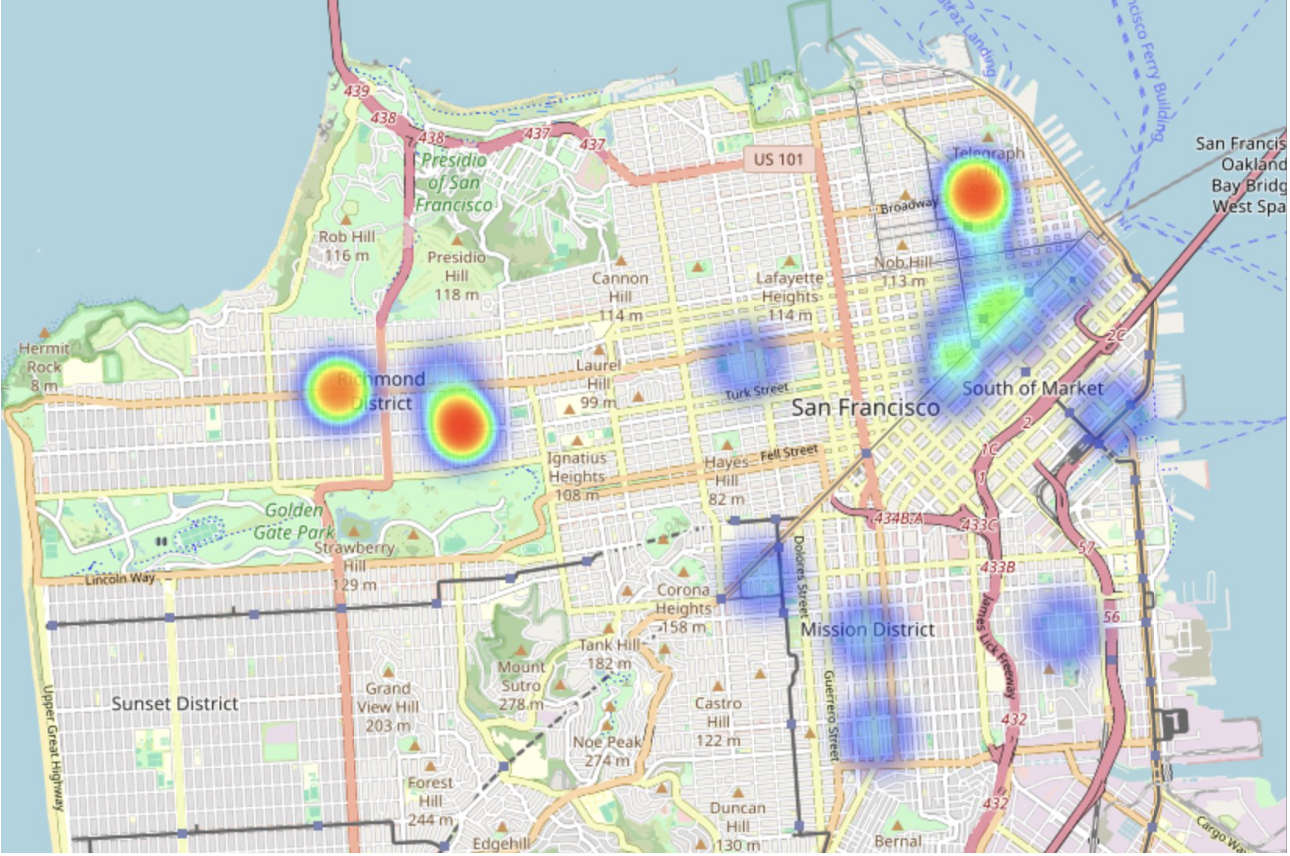 atraz Landing
ncisco Ferry Building
439
438
438
437
437
US 101
Presidio
of San
Francisco
Telegraph
San Francis
Oakland
Bay Bridg
West Spa
Broadway
Rob Hill
116 m
Presidio
Hill
118 m
Cannon
Hill
114 m
Lafayette
Heights
114 m
Nob Hill
113 m
Hermit
Rock
8 m
2C
Laurel
Hill
99 m
Richmond
District
Turk Street
South of Market
San Francisco
2
1C
1
Ignatius
Heights
108 m
Hayes
Hill
82 m
Fell Street
Golden
Gate Park
434B;A
433C
Strawberry
Hill
129 m
Lincoln Way
Dolores Street
57
433B
Corona
Heights
158 m
James Lick Freeway
56
Mission District
Tank Hill
182 m
Mount
Sutro
278 m
Guerrero Street
Upper Great Highway
Sunset District
Grand
View Hill
203 m
Castro
Hill
122 m
432
Noe Peak
274 m
Forest
Hill
244 m
432
Duncan
Hill
130 m
Edgehill
Bernal
Cargo Wa